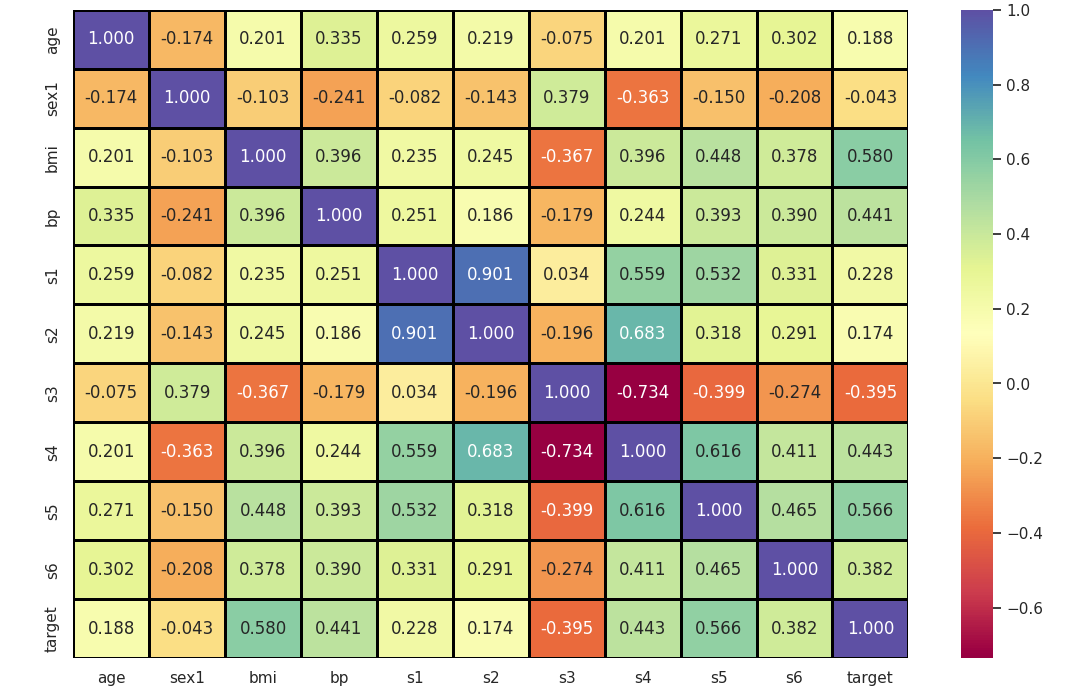 age 1.000 -0.174 0.201 0.335 0.259 0.219 -0.075 0.201 0.271 0.302 0.188
sex1 -0.174 1.000 -0.103 -0.241 -0.082 -0.143 0.379 -0.363 -0.150 -0.208 -0.043
bmi 0.201 -0.103 1.000 0.396 0.235 0.245 -0.367 0.396 0.448 0.378 0.580
bp 0.335 -0.241 0.396 1.000 0.251 0.186 -0.179 0.244 0.393 0.390 0.441
s1 0.259 -0.082 0.235 0.251 1.000 0.901 0.034 0.559 0.532 0.331 0.228
s2 0.219 -0.143 0.245 0.186 0.901 1.000 -0.196 0.683 0.318 0.291 0.174
s3 -0.075 0.379 -0.367 -0.179 0.034 -0.196 1.000 -0.734 -0.399 -0.274 -0.395
s4 0.201 -0.363 0.396 0.244 0.559 0.683 -0.734 1.000 0.616 0.411 0.443
s5 0.271 -0.150 0.448 0.393 0.532 0.318 -0.399 0.616 1.000 0.465 0.566
s6 0.302 -0.208 0.378 0.390 0.331 0.291 -0.274 0.411 0.465 1.000 0.382
target 0.188 -0.043 0.580 0.441 0.228 0.174 -0.395 0.443 0.566 0.382 1.000
age sex1 bmi bp s1 s2 s3 s4 s5 s6 target
1.0
0.8
0.6
0.4
0.2
0.0
−0.2
−0.4
−0.6